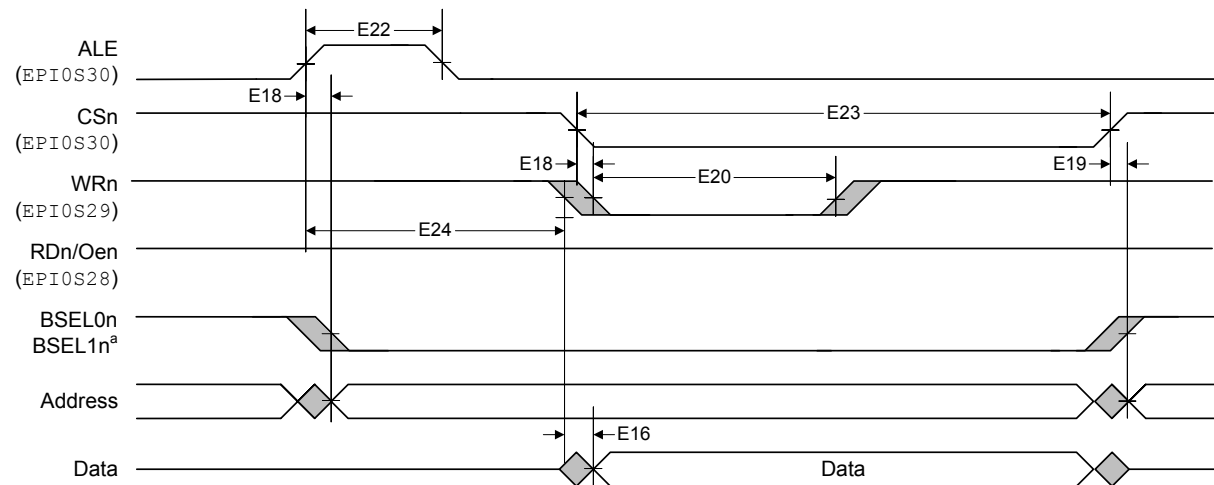 E22
ALE
(EPI0S30)
E18
CSn
(EPI0S30)
E23
E18
E20
E19
WRn
(EPI0S29)
E24
RDn/Oen
(EPI0S28)
BSEL0n
BSEL1nᵃ
Address
E16
Data
Data